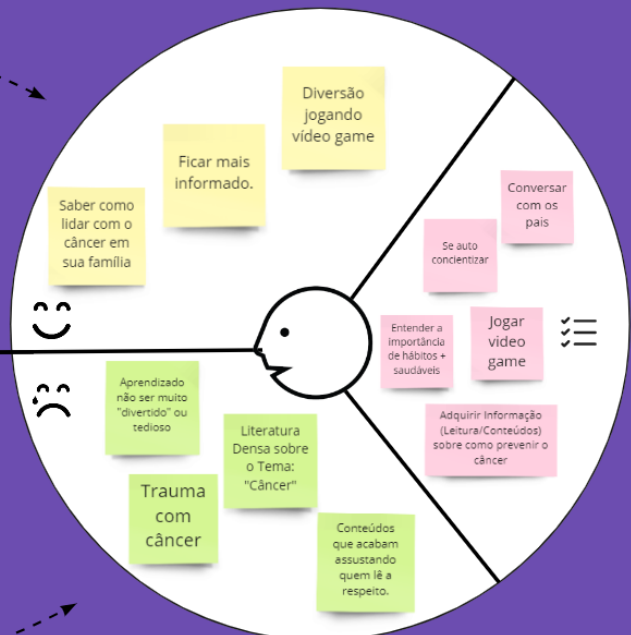 Diversão
jogando
vídeo game
Ficar mais
informado.
Saber como
lidar com o
câncer em
sua família
Conversar
com os
pais
Se auto
concientizar
Entender a
importância
de hábitos +
saudáveis
Jogar
video
game
Adquirir Informação
(Leitura/Conteúdos)
sobre como prevenir o
câncer
Aprendizado
não ser muito
"divertido" ou
tedioso
Literatura
Densa sobre
o Tema:
"Câncer"
Trauma
com
câncer
Conteúdos
que acabam
assustando
quem lê a
respeito.